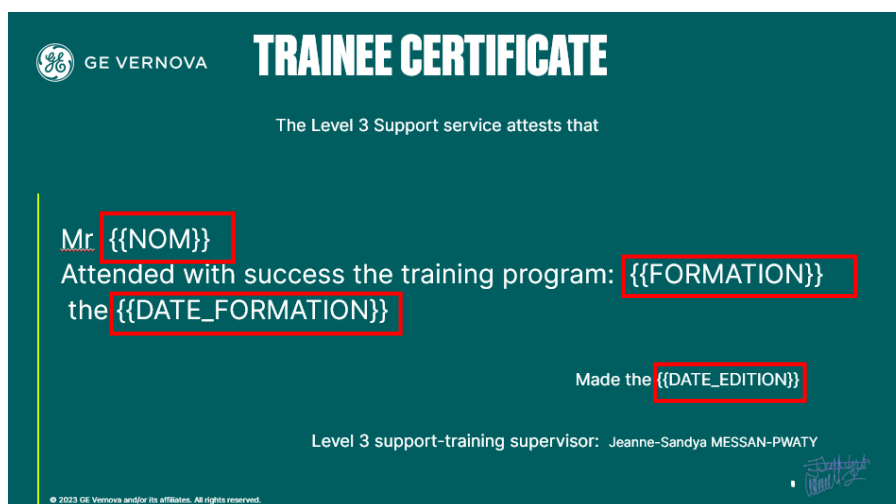 GE VERNOVA
TRAINEE CERTIFICATE
The Level 3 Support service attests that
Mr {{NOM}}
Attended with success the training program: {{FORMATION}}
the {{DATE_FORMATION}}
Made the {{DATE_EDITION}}
Level 3 support-training supervisor: Jeanne-Sandya MESSAN-PWATY
© 2023 GE Vernova and/or its affiliates. All rights reserved.